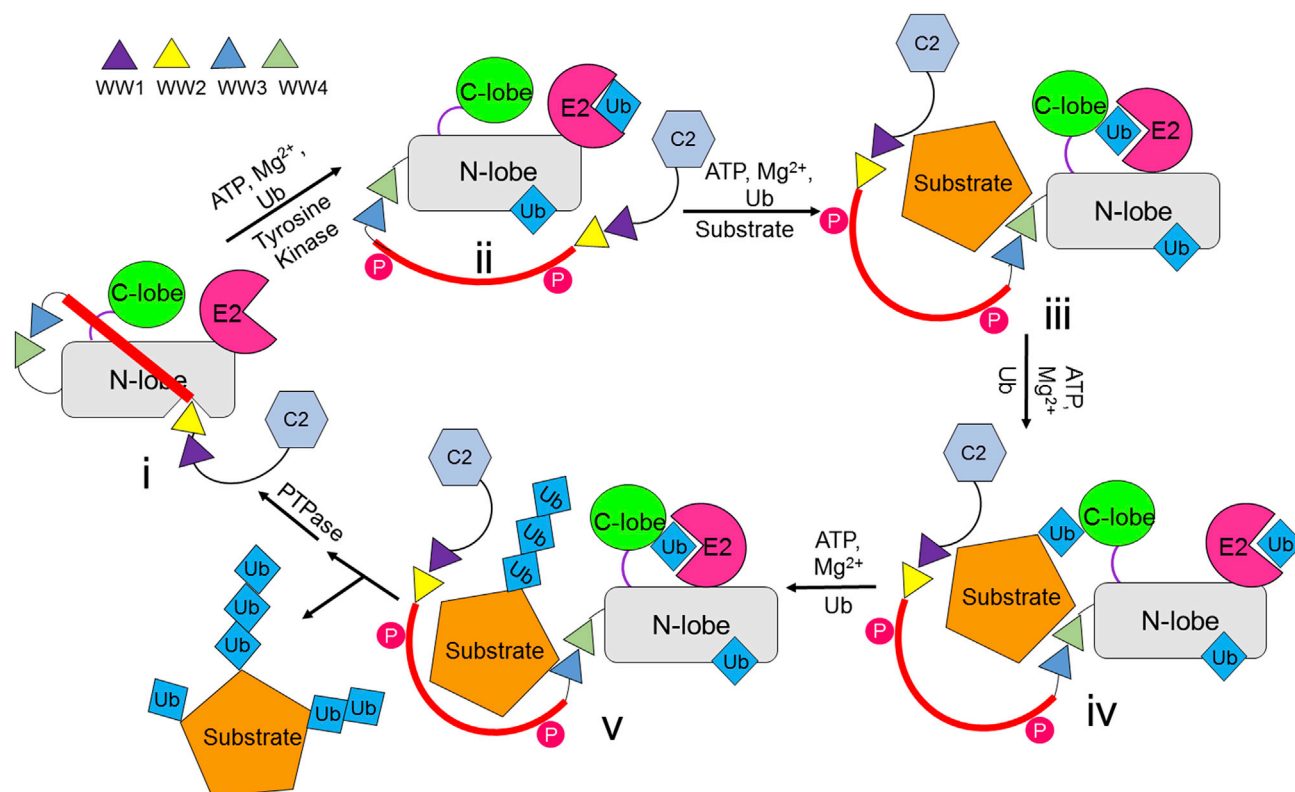 WW1 WW2 WW3 WW4
C-lobe
E2
N-lobe
C2
i
ATP, Mg²⁺,
Ub
Tyrosine
Kinase
C-lobe
E2
Ub
C2
N-lobe
Ub
P
P
ii
ATP, Mg²⁺,
Ub
Substrate
C2
C-lobe
Ub
E2
Substrate
N-lobe
P
Ub
P
iii
ATP,
Mg²⁺
Ub
C2
Ub
C-lobe
E2
Ub
Substrate
N-lobe
P
Ub
P
iv
ATP,
Mg²⁺
Ub
C2
Ub
Ub
Ub
C-lobe
Ub
E2
N-lobe
P
Substrate
Ub
P
v
PTPase
Ub
Ub
Ub
Ub
Ub
Ub
Substrate